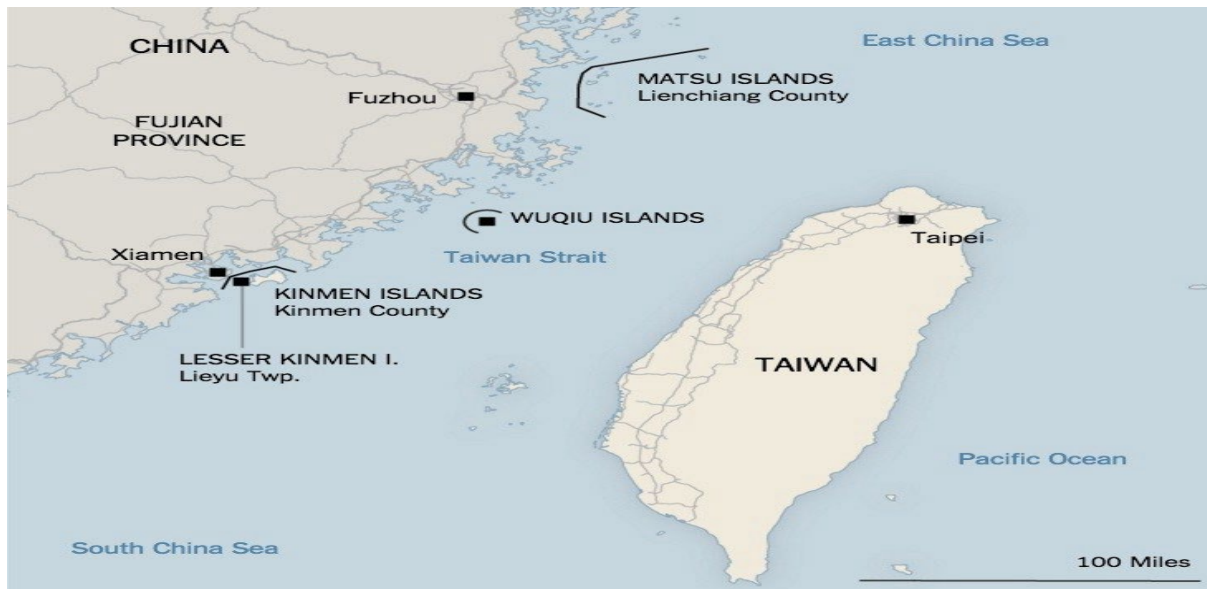 CHINA
East China Sea
MATSU ISLANDS
Lienchiang County
Fuzhou
FUJIAN
PROVINCE
WUQIU ISLANDS
Taipei
Taiwan Strait
Xiamen
KINMEN ISLANDS
Kinmen County
LESSER KINMEN I.
Lieyu Twp.
TAIWAN
Pacific Ocean
South China Sea
100 Miles